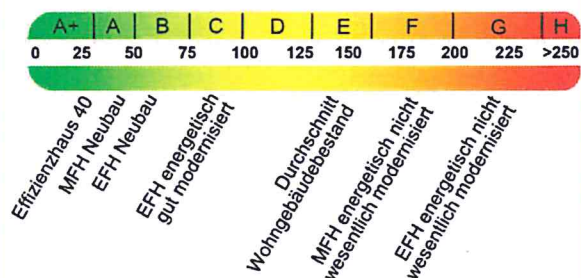 A+ A B C D E F G H
0 25 50 75 100 125 150 175 200 225 >250
Effizienzhaus 40
MFH Neubau
EFH Neubau
EFH energetisch
gut modernisiert
Durchschnitt
Wohngebäudebestand
MFH energetisch nicht
wesentlich modernisiert
EFH energetisch nicht
wesentlich modernisiert